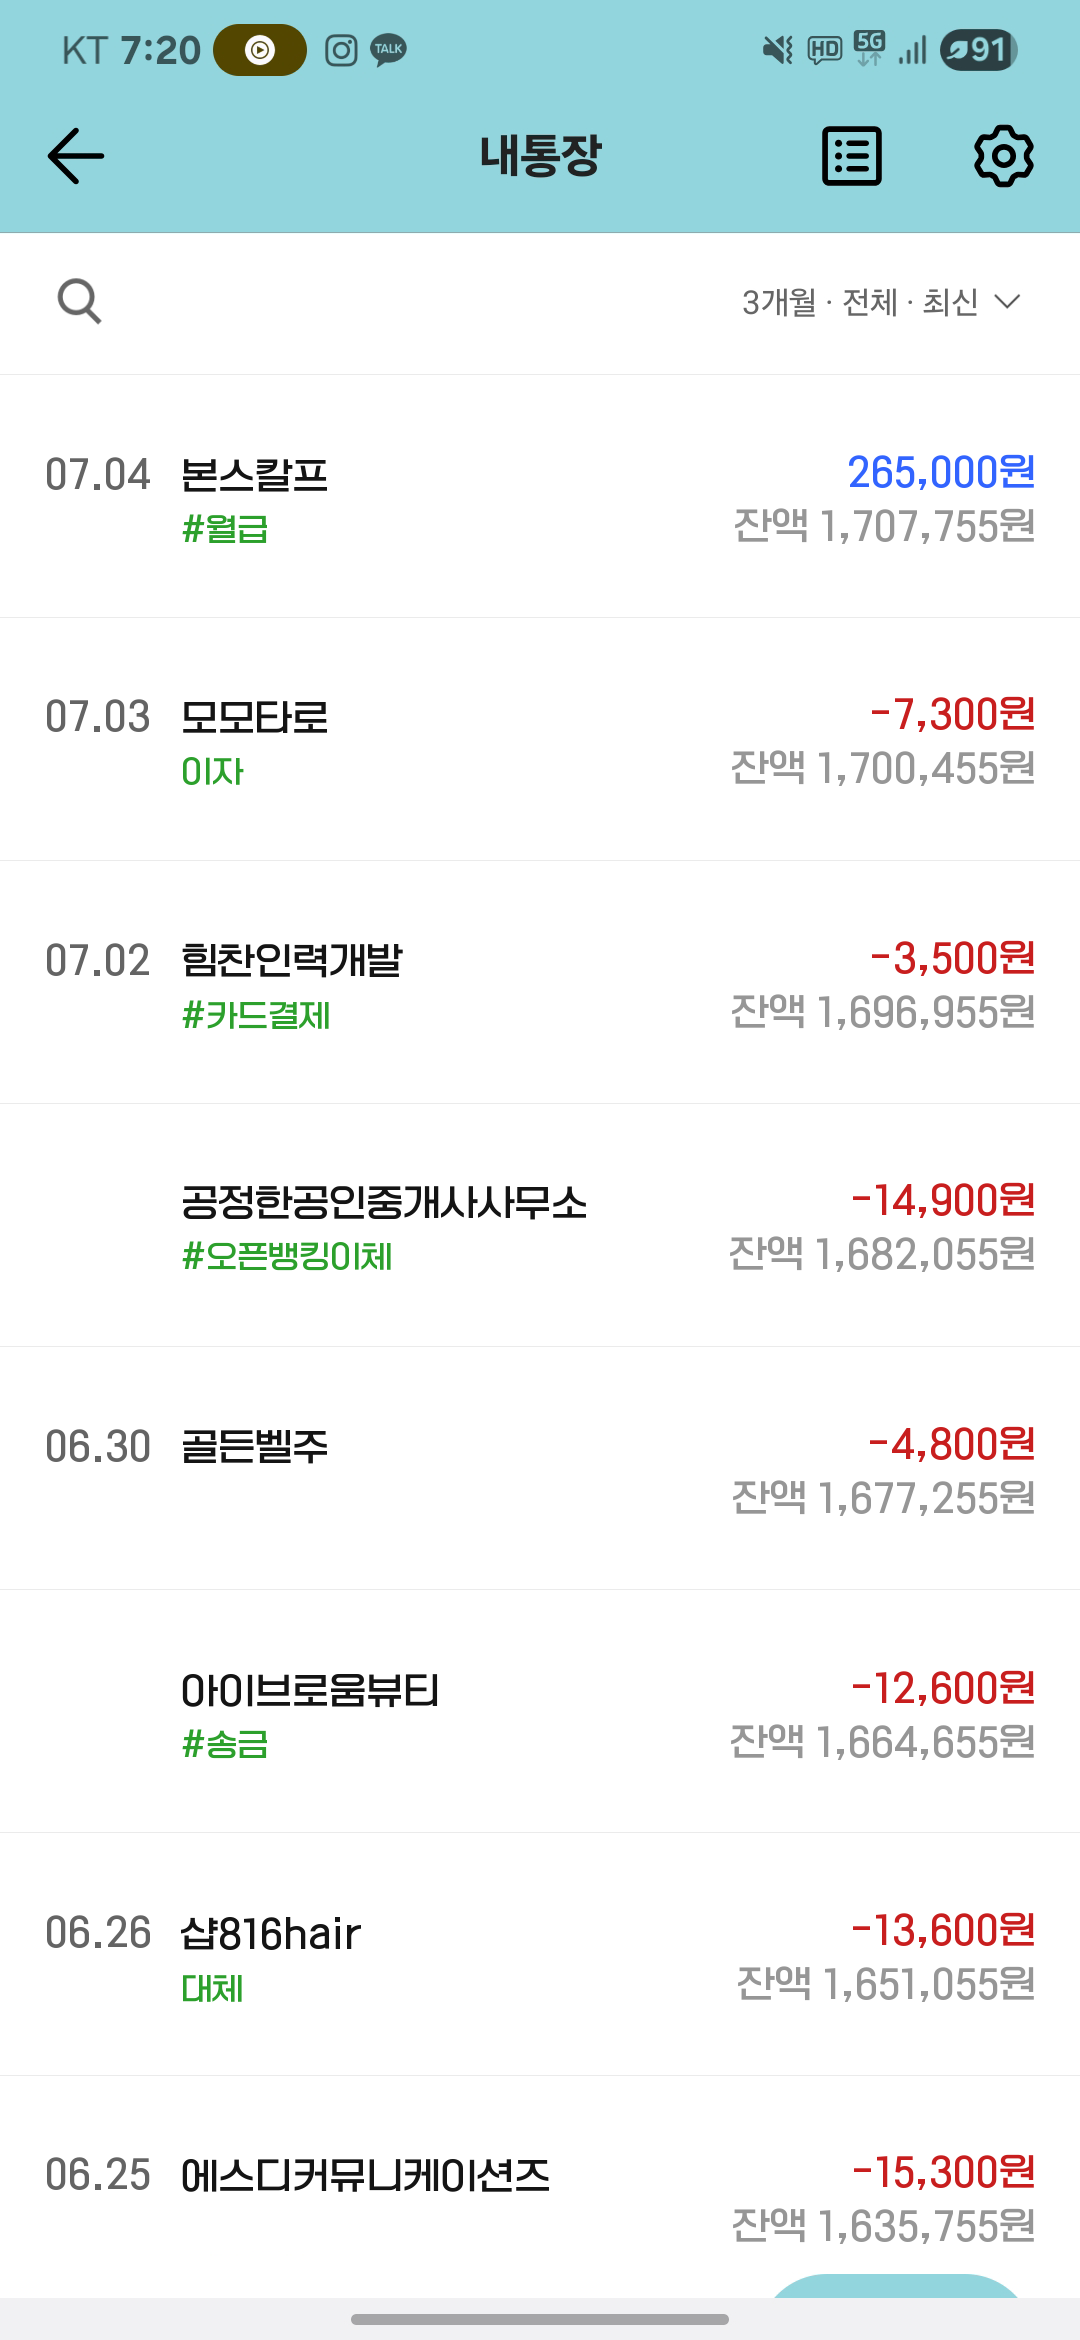 KT 7:20 TALK HD 5G 91
내통장
3개월 · 전체 · 최신
07.04 본스칼프 265,000원
#월급 잔액 1,707,755원
07.03 모모타로 -7,300원
이자 잔액 1,700,455원
07.02 힘찬인력개발 -3,500원
#카드결제 잔액 1,696,955원
공정한공인중개사사무소 -14,900원
#오픈뱅킹이체 잔액 1,682,055원
06.30 골든벨주 -4,800원
잔액 1,677,255원
아이브로움뷰티 -12,600원
#송금 잔액 1,664,655원
06.26 샵816hair -13,600원
대체 잔액 1,651,055원
06.25 에스디커뮤니케이션즈 -15,300원
잔액 1,635,755원